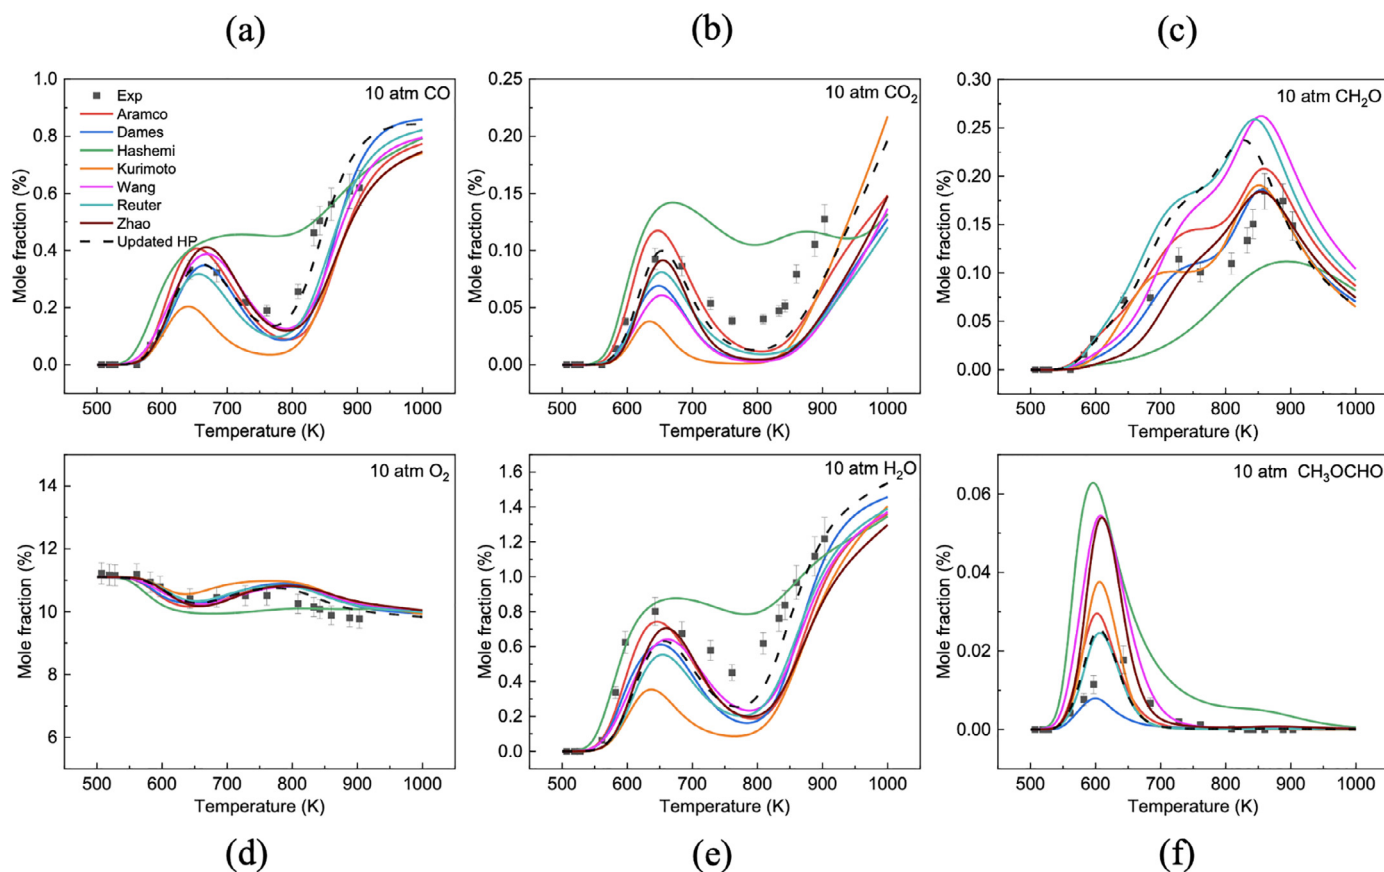 (a)
(b)
(c)
1.0
0.8
0.6
0.4
0.2
0.0
Mole fraction (%)
10 atm CO
Exp
Aramco
Dames
Hashemi
Kurimoto
Wang
Reuter
Zhao
Updated HP
500 600 700 800 900 1000
Temperature (K)
0.25
0.20
0.15
0.10
0.05
0.00
Mole fraction (%)
10 atm CO₂
500 600 700 800 900 1000
Temperature (K)
0.30
0.25
0.20
0.15
0.10
0.05
0.00
Mole fraction (%)
10 atm CH₂O
500 600 700 800 900 1000
Temperature (K)
14
12
10
8
6
Mole fraction (%)
10 atm O₂
500 600 700 800 900 1000
Temperature (K)
1.6
1.4
1.2
1.0
0.8
0.6
0.4
0.2
0.0
Mole fraction (%)
10 atm H₂O
500 600 700 800 900 1000
Temperature (K)
0.06
0.04
0.02
0.00
Mole fraction (%)
10 atm CH₃OCHO
500 600 700 800 900 1000
Temperature (K)
(d)
(e)
(f)